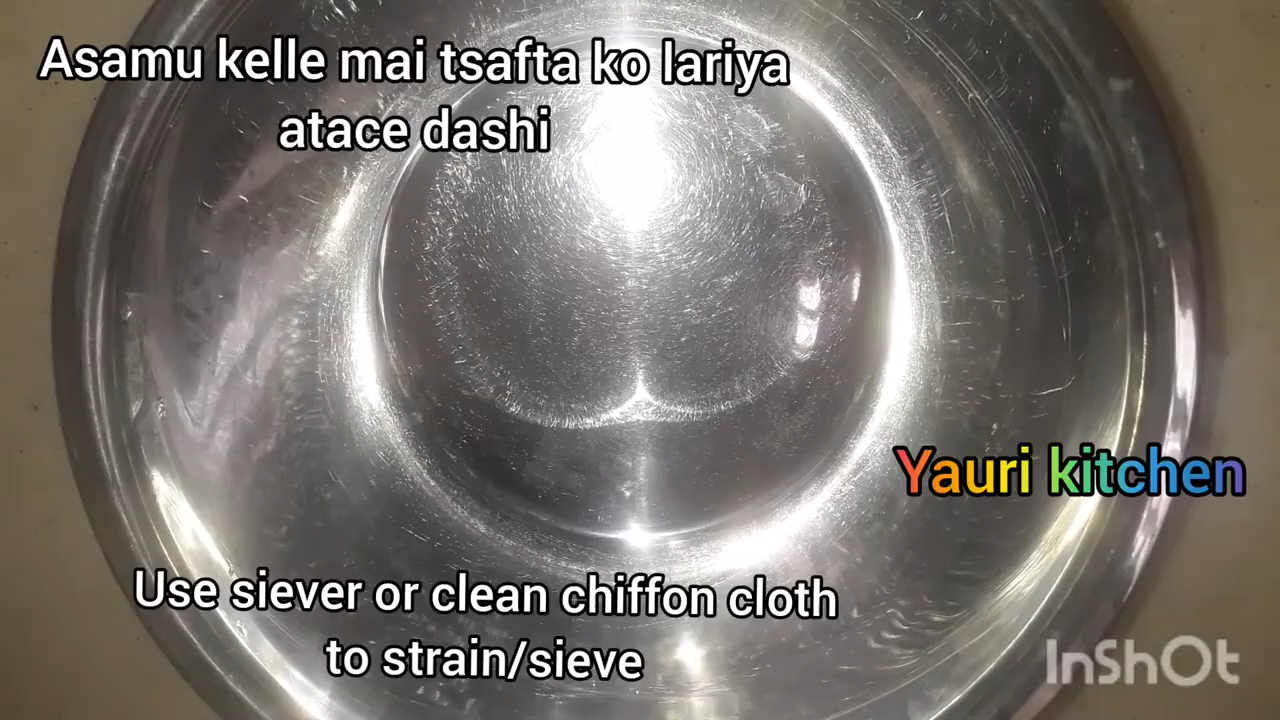 Asamu kelle mai tsafta ko lariya
atace dashi
Yauri kitchen
Use siever or clean chiffon cloth
to strain/sieve
InShOt